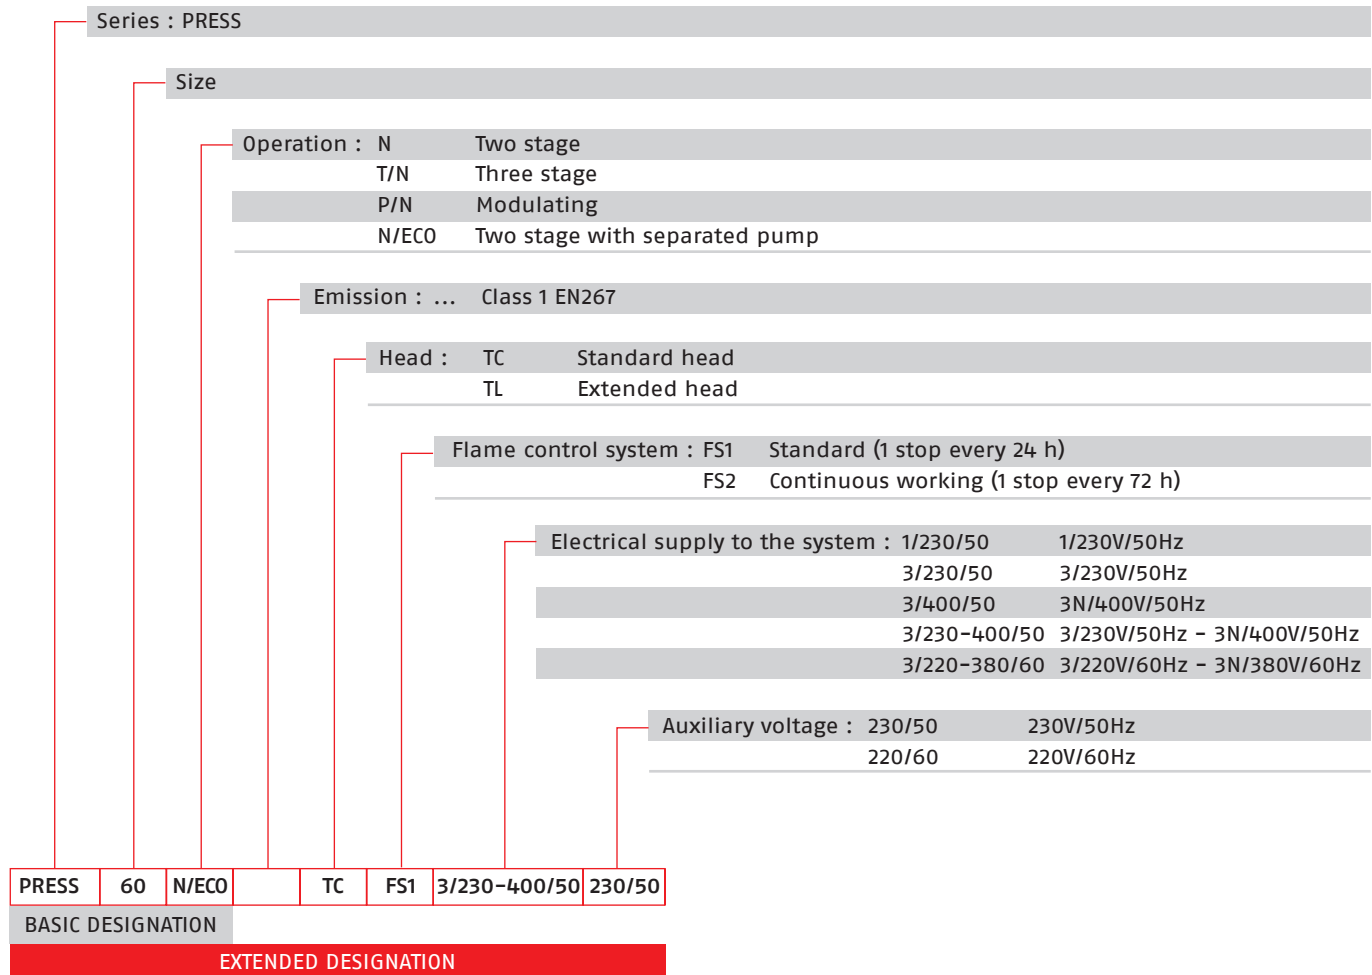 Series : PRESS
Size
Operation : N Two stage
T/N Three stage
P/N Modulating
N/ECO Two stage with separated pump
Emission : ... Class 1 EN267
Head : TC Standard head
TL Extended head
Flame control system : FS1 Standard (1 stop every 24 h)
FS2 Continuous working (1 stop every 72 h)
Electrical supply to the system : 1/230/50 1/230V/50Hz
3/230/50 3/230V/50Hz
3/400/50 3N/400V/50Hz
3/230-400/50 3/230V/50Hz - 3N/400V/50Hz
3/220-380/60 3/220V/60Hz - 3N/380V/60Hz
Auxiliary voltage : 230/50 230V/50Hz
220/60 220V/60Hz
PRESS 60 N/ECO TC FS1 3/230-400/50 230/50
BASIC DESIGNATION
EXTENDED DESIGNATION